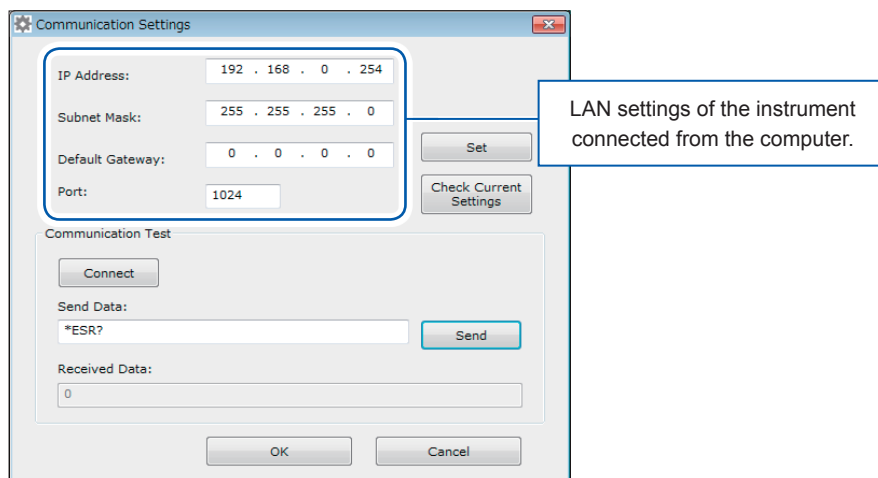 Communication Settings
IP Address:
192 . 168 . 0 . 254
Subnet Mask:
255 . 255 . 255 . 0
Default Gateway:
0 . 0 . 0 . 0
Port:
1024
Set
Check Current
Settings
LAN settings of the instrument
connected from the computer.
Communication Test
Connect
Send Data:
*ESR?
Send
Received Data:
0
OK
Cancel